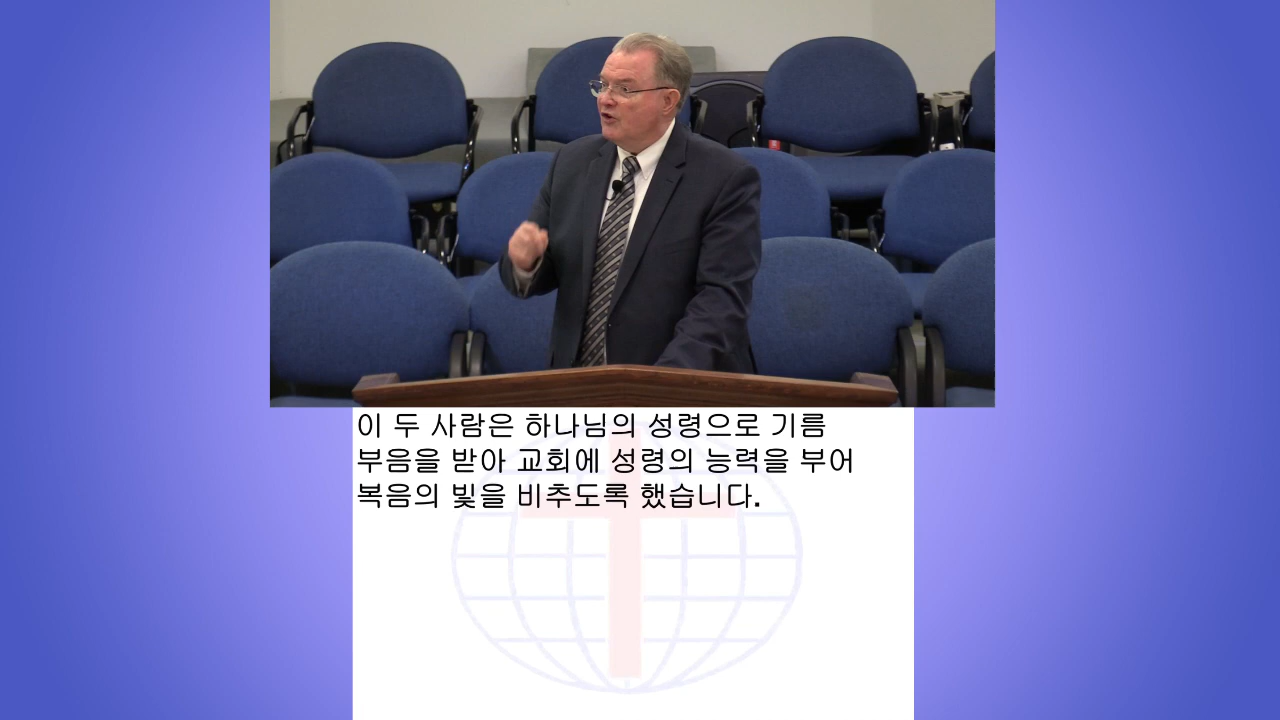 이 두 사람은 하나님의 성령으로 기름
부음을 받아 교회에 성령의 능력을 부어
복음의 빛을 비추도록 했습니다.